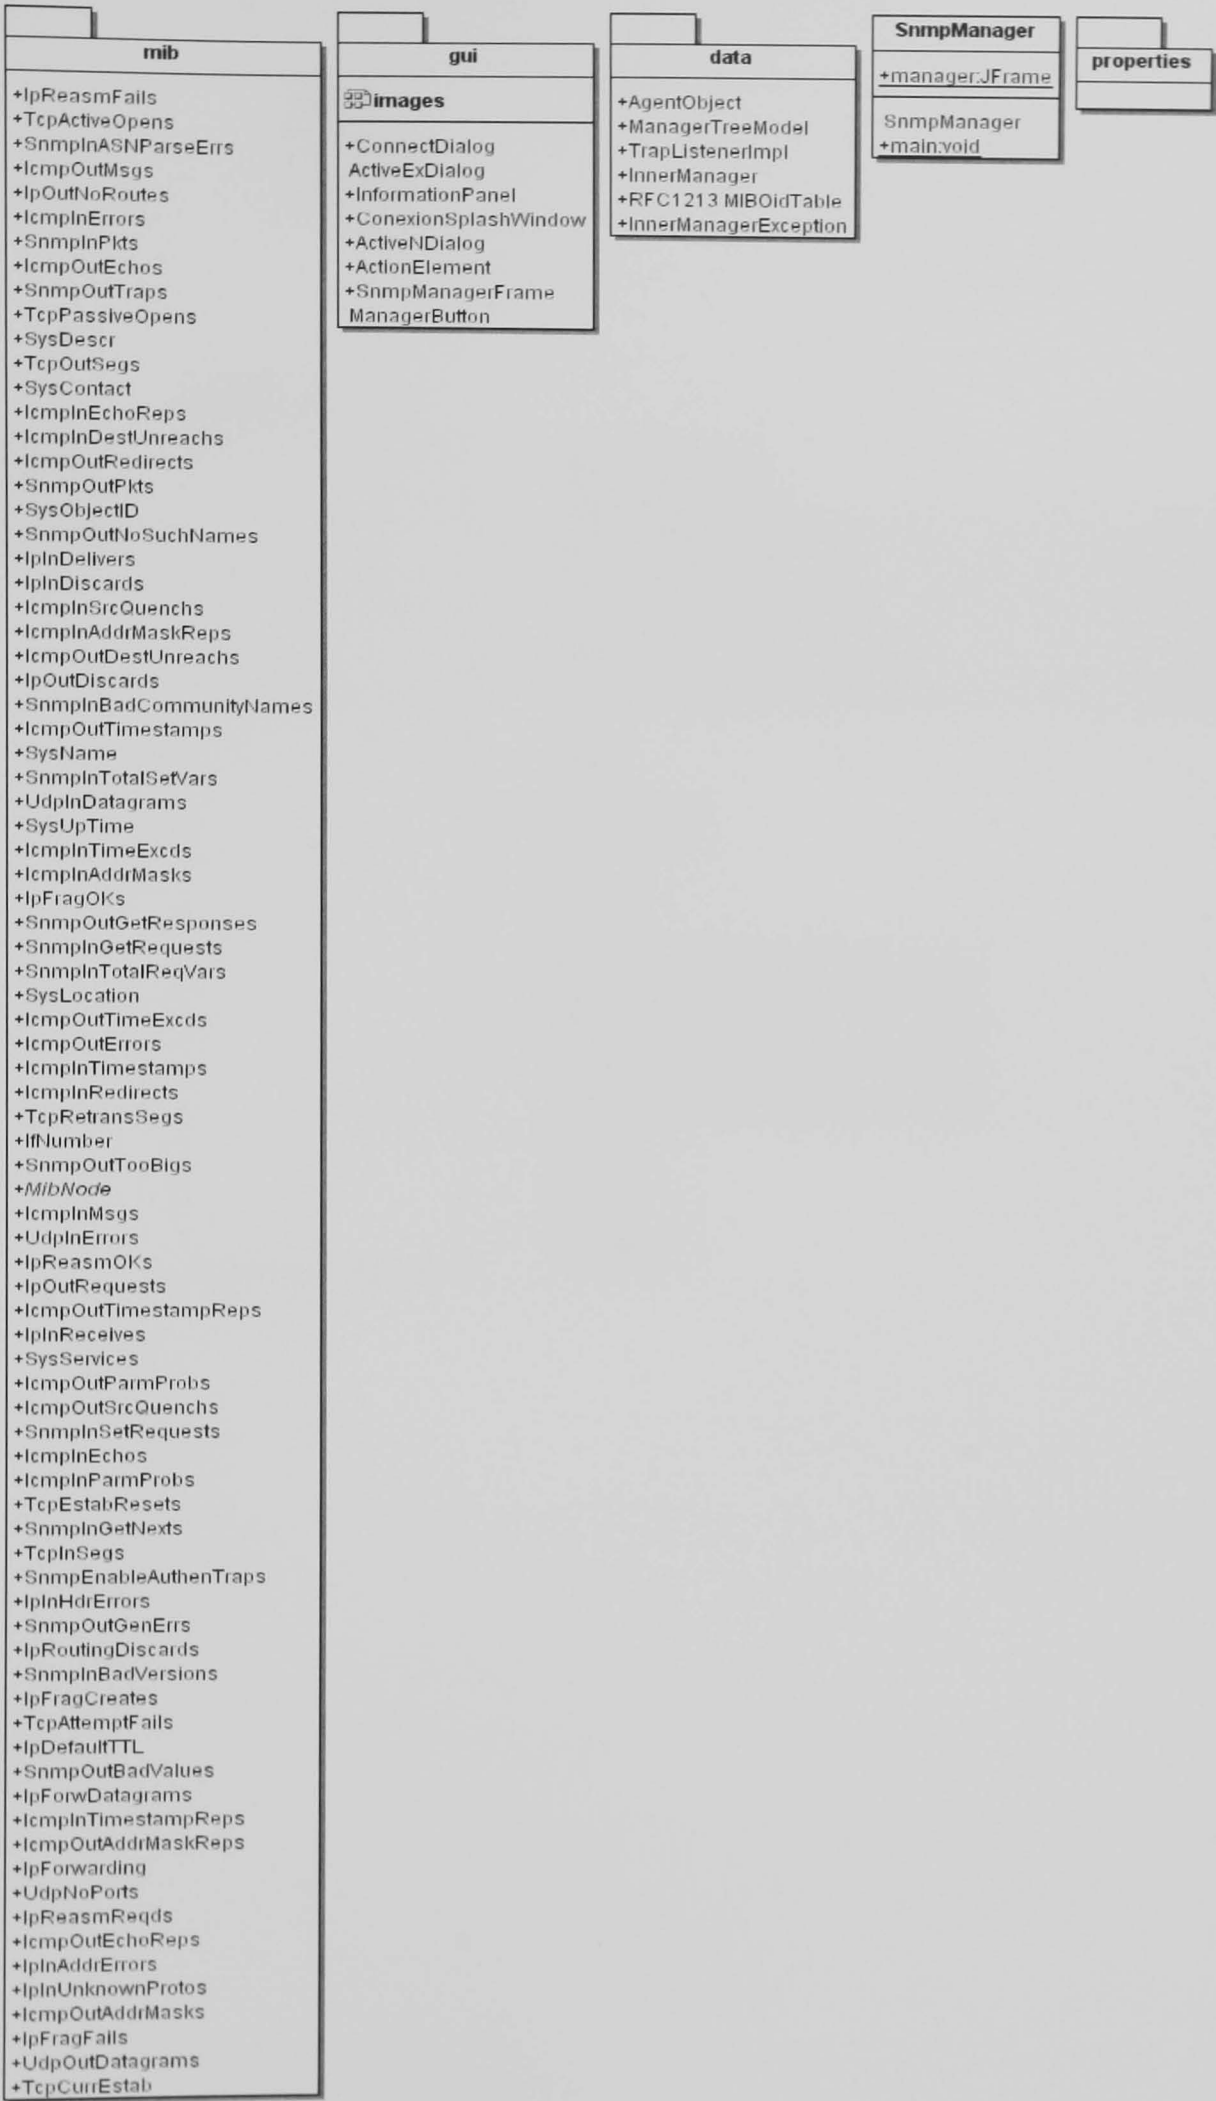 mib
+IpReasmFails
+TcpActiveOpens
+SnmpInASNParseErrs
+IcmpOutMsgs
+IpOutNoRoutes
+IcmpInErrors
+SnmpInPkts
+IcmpOutEchos
+SnmpOutTraps
+TcpPassiveOpens
+SysDescr
+TcpOutSegs
+SysContact
+IcmpInEchoReps
+IcmpInDestUnreachs
+IcmpOutRedirects
+SnmpOutPkts
+SysObjectID
+SnmpOutNoSuchNames
+IpInDelivers
+IpInDiscards
+IcmpInSrcQuenchs
+IcmpInAddrMaskReps
+IcmpOutDestUnreachs
+IpOutDiscards
+SnmpInBadCommunityNames
+IcmpOutTimestamps
+SysName
+SnmpInTotalSetVars
+UdpInDatagrams
+SysUpTime
+IcmpInTimeExcds
+IcmpInAddrMasks
+IpFragOKs
+SnmpOutGetResponses
+SnmpInGetRequests
+SnmpInTotalReqVars
+SysLocation
+IcmpOutTimeExcds
+IcmpOutErrors
+IcmpInTimestamps
+IcmpInRedirects
+TcpRetransSegs
+IfNumber
+SnmpOutTooBigs
+MibNode
+IcmpInMsgs
+UdpInErrors
+IpReasmOKs
+IpOutRequests
+IcmpOutTimestampReps
+IpInReceives
+SysServices
+IcmpOutParmProbs
+IcmpOutSrcQuenchs
+SnmpInSetRequests
+IcmpInEchos
+IcmpInParmProbs
+TcpEstabResets
+SnmpInGetNexts
+TcpInSegs
+SnmpEnableAuthenTraps
+IpInHdrErrors
+SnmpOutGenErrs
+IpRoutingDiscards
+SnmpInBadVersions
+IpFragCreates
+TcpAttemptFails
+IpDefaultTTL
+SnmpOutBadValues
+IpForwDatagrams
+IcmpInTimestampReps
+IcmpOutAddrMaskReps
+IpForwarding
+UdpNoPorts
+IpReasmReqds
+IcmpOutEchoReps
+IpInAddrErrors
+IpInUnknownProtos
+IcmpOutAddrMasks
+IpFragFails
+UdpOutDatagrams
+TcpCurrEstab
gui
images
+ConnectDialog
ActiveExDialog
+InformationPanel
+ConexionSplashWindow
+ActiveNDialog
+ActionElement
+SnmpManagerFrame
ManagerButton
data
+AgentObject
+ManagerTreeModel
+TrapListenerImpl
+InnerManager
+RFC1213 MIBOidTable
+InnerManagerException
SnmpManager
+manager:JFrame
SnmpManager
+main:void
properties